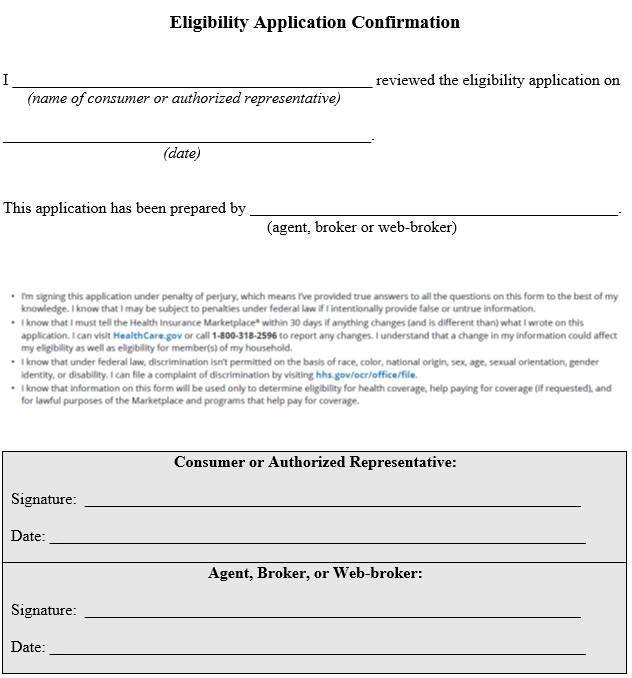 Eligibility Application Confirmation
I ________________________________________________ reviewed the eligibility application on
(name of consumer or authorized representative)
_________________________________________________.
(date)
This application has been prepared by _________________________________________________.
(agent, broker or web-broker)
• I'm signing this application under penalty of perjury, which means I've provided true answers to all the questions on this form to the best of my
knowledge. I know that I may be subject to penalties under federal law if I intentionally provide false or untrue information.
• I know that I must tell the Health Insurance Marketplace® within 30 days if anything changes (and is different than) what I wrote on this
application. I can visit HealthCare.gov or call 1-800-318-2596 to report any changes. I understand that a change in my information could affect
my eligibility as well as eligibility for member(s) of my household.
• I know that under federal law, discrimination isn't permitted on the basis of race, color, national origin, sex, age, sexual orientation, gender
identity, or disability. I can file a complaint of discrimination by visiting hhs.gov/ocr/office/file.
• I know that information on this form will be used only to determine eligibility for health coverage, help paying for coverage (if requested), and
for lawful purposes of the Marketplace and programs that help pay for coverage.
Consumer or Authorized Representative:
Signature: __________________________________________________________________
Date: _______________________________________________________________________
Agent, Broker, or Web-broker:
Signature: __________________________________________________________________
Date: _______________________________________________________________________